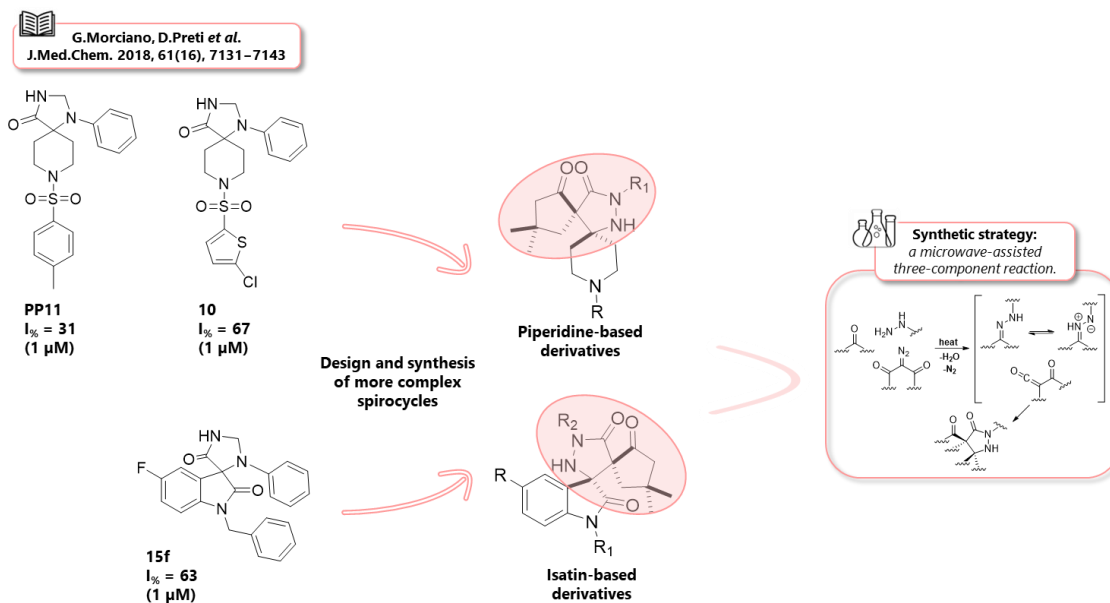 G.Morciano, D.Preti et al.
J.Med.Chem. 2018, 61(16), 7131–7143
HN
N
O
N
O=S=O
PP11
I% = 31
(1 μM)
HN
N
O
N
O=S=O
S
Cl
10
I% = 67
(1 μM)
HN
O
N
F
O
N
15f
I% = 63
(1 μM)
Design and synthesis
of more complex
spirocycles
O
O
R1
N
NH
N
R
Piperidine-based
derivatives
R2
O
O
N
HN
R
O
N
R1
Isatin-based
derivatives
Synthetic strategy:
a microwave-assisted
three-component reaction.
O
H
H2N N
N2
O
O
heat
-H2O
-N2
H
N
N
⊕
HN
N
⊖
O
C
O
O
O
N
NH